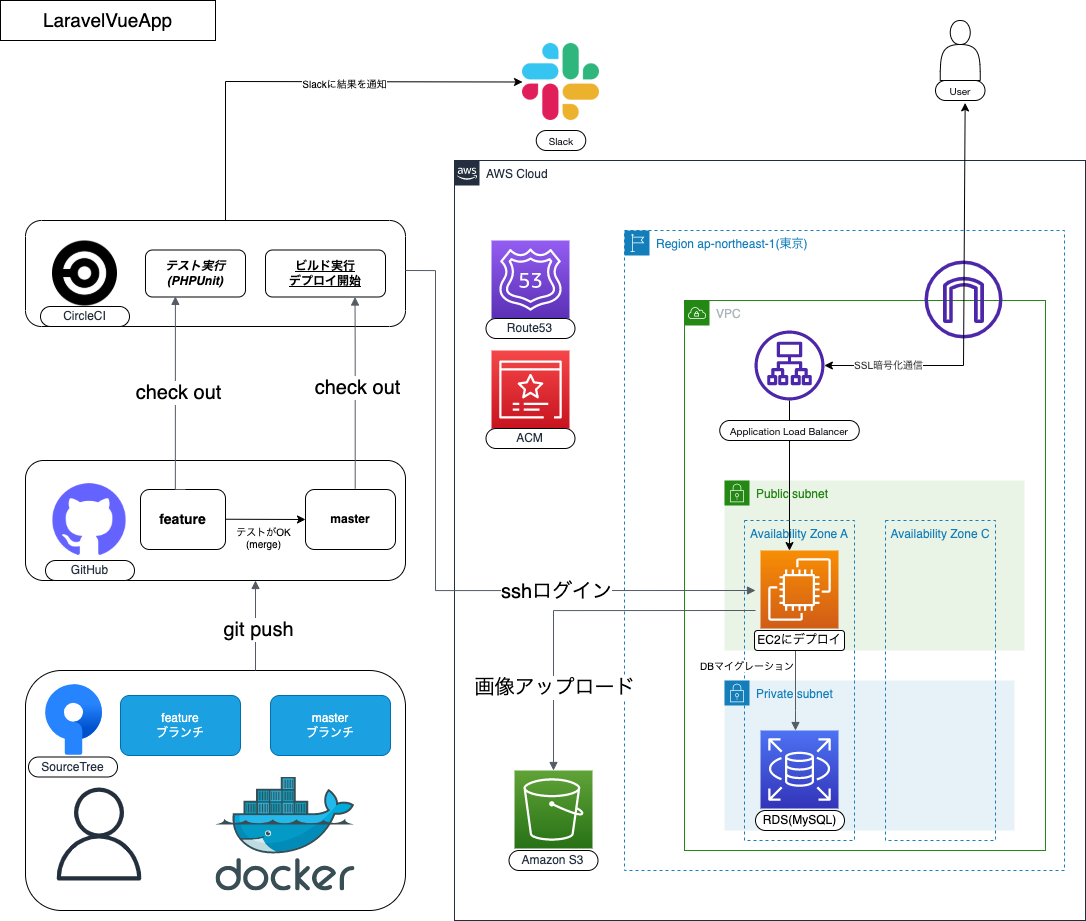 LaravelVueApp
Slackに結果を通知
Slack
User
aws
AWS Cloud
Region ap-northeast-1(東京)
テスト実行
(PHPUnit)
ビルド実行
デプロイ開始
CircleCI
53
Route53
VPC
SSL暗号化通信
ACM
Application Load Balancer
check out
check out
Public subnet
feature
テストがOK
(merge)
master
GitHub
Availability Zone A
Availability Zone C
sshログイン
EC2にデプロイ
git push
DBマイグレーション
画像アップロード
Private subnet
feature
ブランチ
master
ブランチ
SourceTree
RDS(MySQL)
docker
Amazon S3